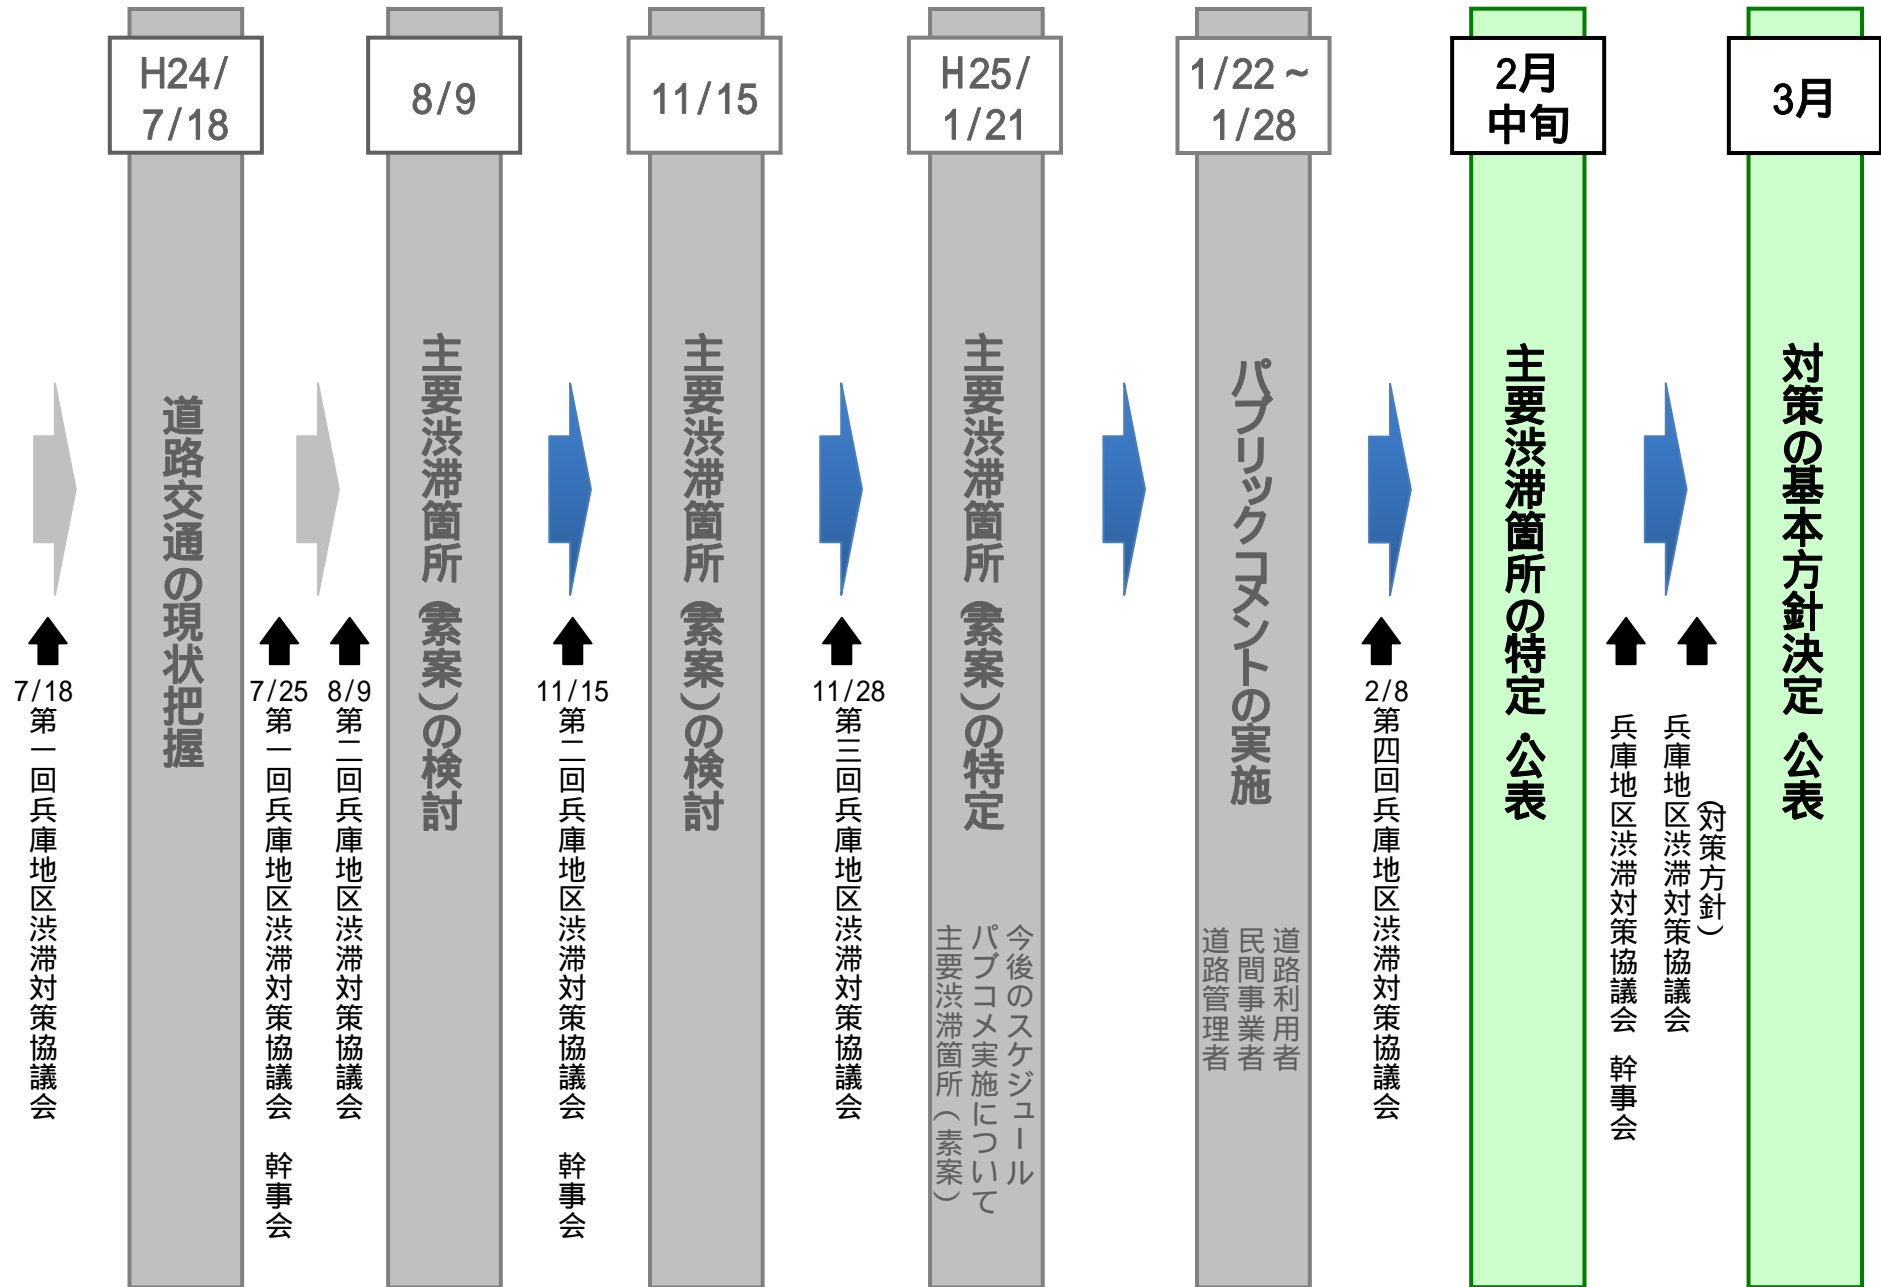 H24/
7/18
8/9
11/15
H25/
1/21
1/22~
1/28
2月
中旬
3月
道路交通の現状把握
主要渋滞箇所(素案)の検討
主要渋滞箇所(素案)の検討
主要渋滞箇所(素案)の特定
今後のスケジュール
パブコメ実施について
主要渋滞箇所(素案)
パブリックコメントの実施
道路利用者
民間事業者
道路管理者
主要渋滞箇所の特定・公表
対策の基本方針決定・公表
7/18
第一回兵庫地区渋滞対策協議会
7/25
第一回兵庫地区渋滞対策協議会 幹事会
8/9
第二回兵庫地区渋滞対策協議会
11/15
第二回兵庫地区渋滞対策協議会 幹事会
11/28
第三回兵庫地区渋滞対策協議会
2/8
第四回兵庫地区渋滞対策協議会
兵庫地区渋滞対策協議会 幹事会
兵庫地区渋滞対策協議会
(対策方針)